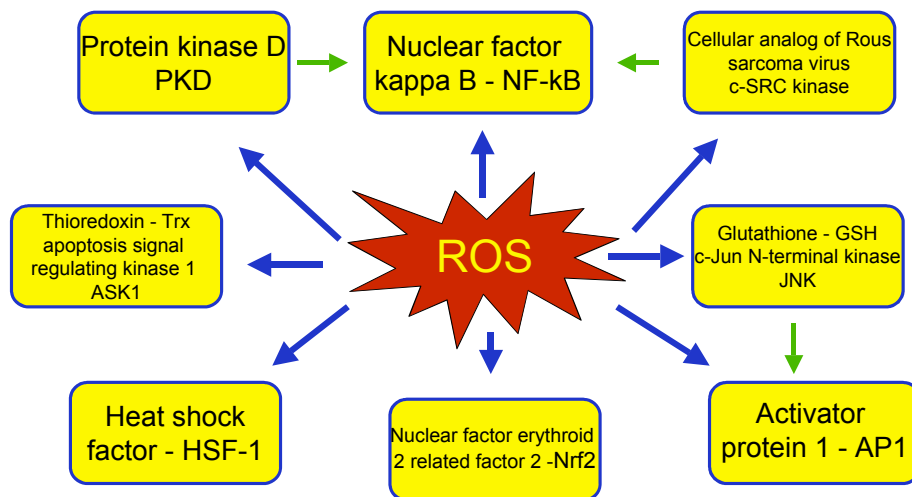 Protein kinase D
PKD
Nuclear factor
kappa B - NF-kB
Cellular analog of Rous
sarcoma virus
c-SRC kinase
Thioredoxin - Trx
apoptosis signal
regulating kinase 1
ASK1
ROS
Glutathione - GSH
c-Jun N-terminal kinase
JNK
Heat shock
factor - HSF-1
Nuclear factor erythroid
2 related factor 2 -Nrf2
Activator
protein 1 - AP1